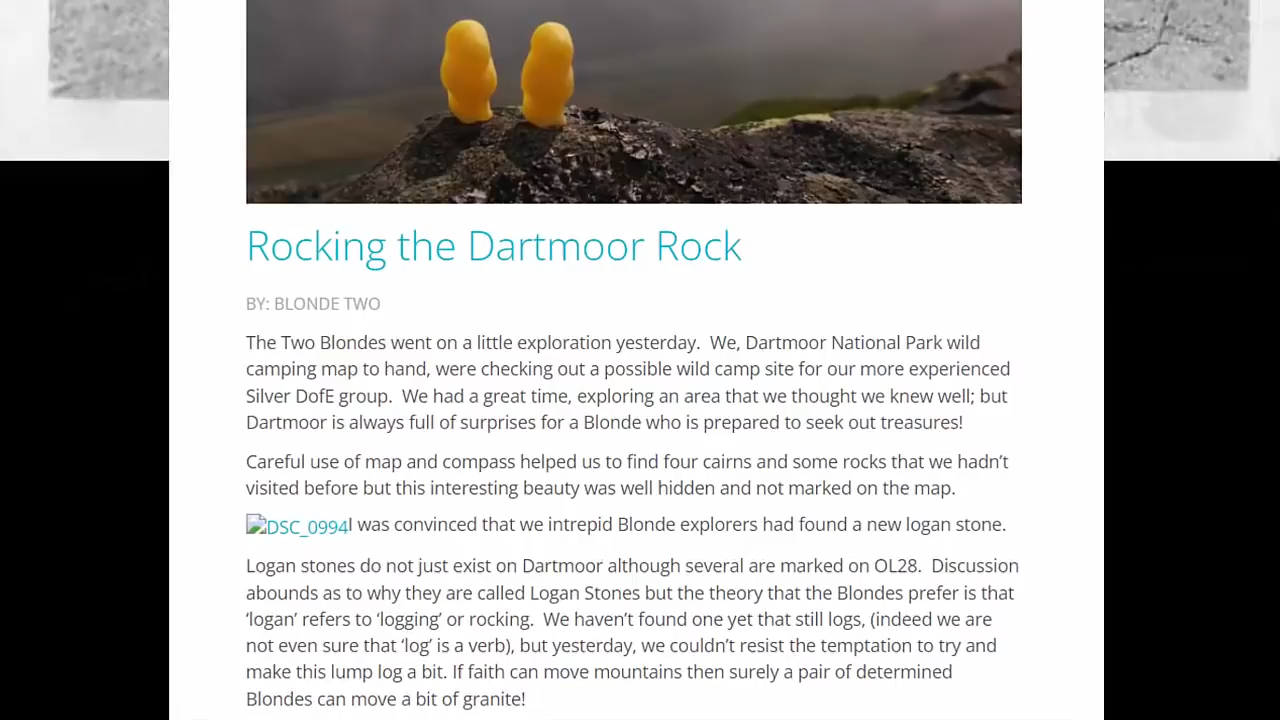 Rocking the Dartmoor Rock
BY: BLONDE TWO
The Two Blondes went on a little exploration yesterday.  We, Dartmoor National Park wild
camping map to hand, were checking out a possible wild camp site for our more experienced
Silver DofE group.  We had a great time, exploring an area that we thought we knew well; but
Dartmoor is always full of surprises for a Blonde who is prepared to seek out treasures!
Careful use of map and compass helped us to find four cairns and some rocks that we hadn’t
visited before but this interesting beauty was well hidden and not marked on the map.
DSC_0994I was convinced that we intrepid Blonde explorers had found a new logan stone.
Logan stones do not just exist on Dartmoor although several are marked on OL28.  Discussion
abounds as to why they are called Logan Stones but the theory that the Blondes prefer is that
‘logan’ refers to ‘logging’ or rocking.  We haven’t found one yet that still logs, (indeed we are
not even sure that ‘log’ is a verb), but yesterday, we couldn’t resist the temptation to try and
make this lump log a bit. If faith can move mountains then surely a pair of determined
Blondes can move a bit of granite!